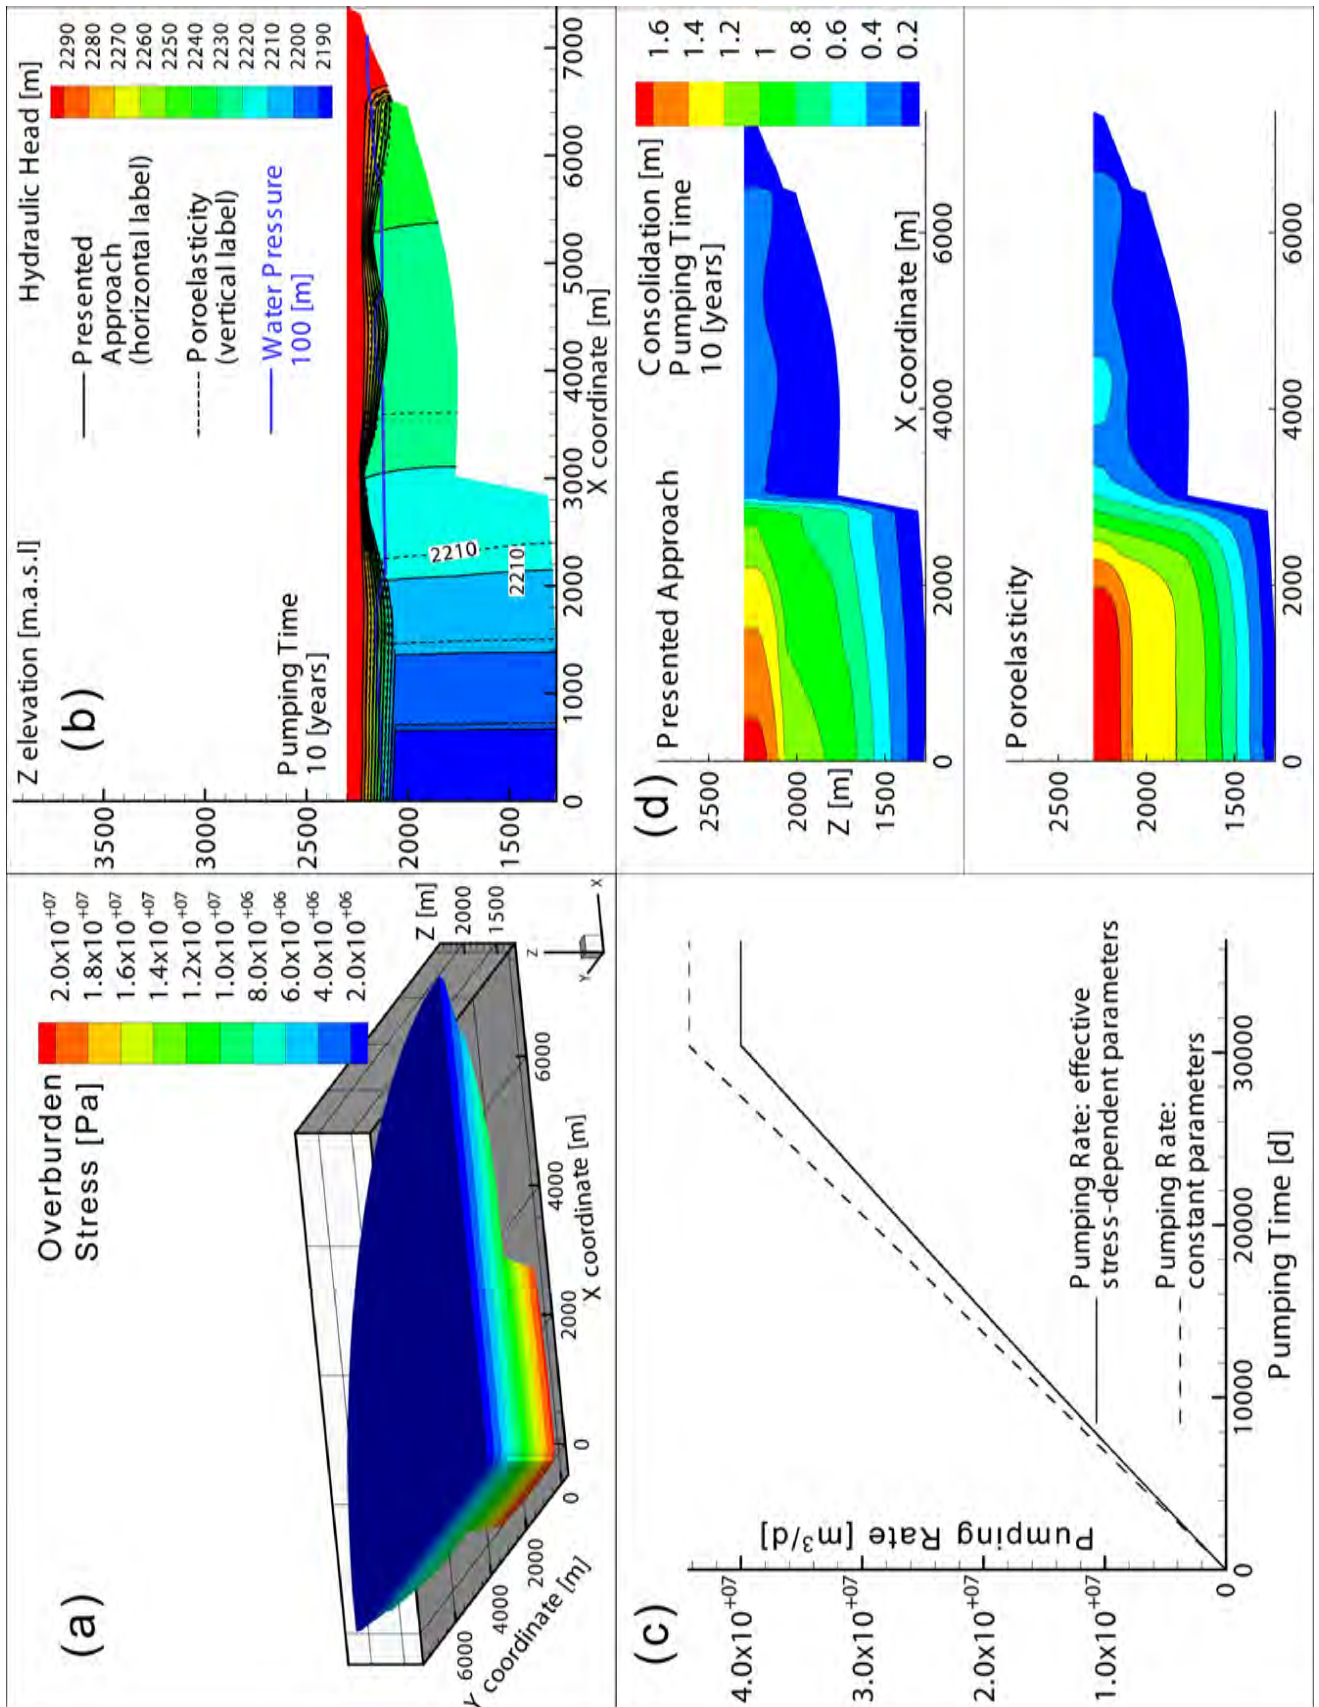 (a)
Overburden
Stress [Pa]
2.0x10+07
1.8x10+07
1.6x10+07
1.4x10+07
1.2x10+07
1.0x10+07
8.0x10+06
6.0x10+06
4.0x10+06
2.0x10+06
Z [m]
2000
1500
Z
Y
X
6000
4000
2000
0
X coordinate [m]
6000
4000
2000
0
Y coordinate [m]
(b)
Z elevation [m.a.s.l]
Hydraulic Head [m]
2290
2280
2270
2260
2250
2240
2230
2220
2210
2200
2190
Presented
Approach
(horizontal label)
Poroelasticity
(vertical label)
Water Pressure
100 [m]
Pumping Time
10 [years]
3500
3000
2500
2000
1500
2210
2210
0
1000
2000
3000
4000
5000
6000
7000
X coordinate [m]
(c)
Pumping Rate [m3/d]
4.0x10+07
3.0x10+07
2.0x10+07
1.0x10+07
0
Pumping Rate: effective
stress-dependent parameters
Pumping Rate:
constant parameters
0
10000
20000
30000
Pumping Time [d]
(d)
Presented Approach
Consolidation [m]
Pumping Time
10 [years]
1.6
1.4
1.2
1
0.8
0.6
0.4
0.2
2500
2000
Z [m]
1500
X coordinate [m]
0
2000
4000
6000
Poroelasticity
2500
2000
1500
0
2000
4000
6000